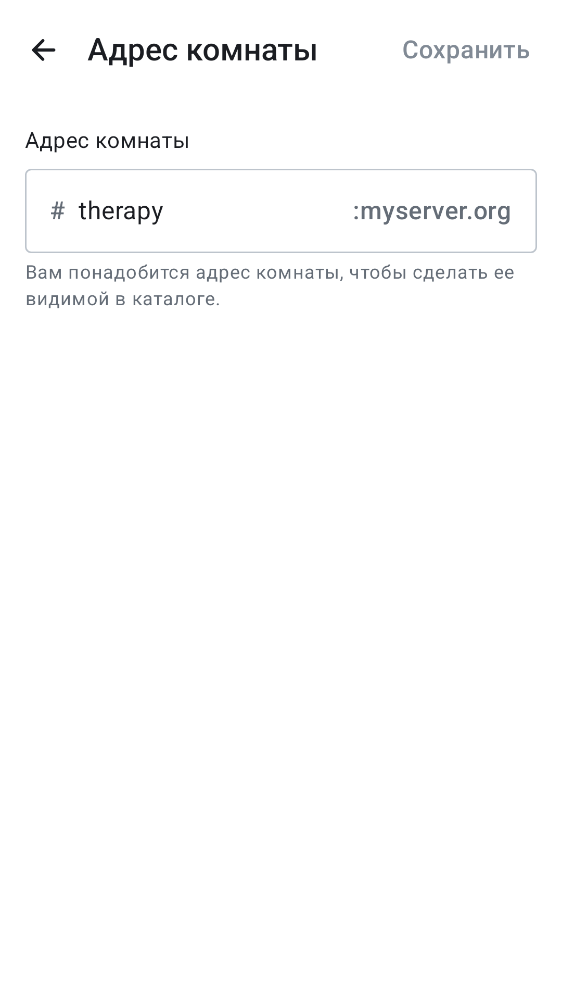 Адрес комнаты
Сохранить
Адрес комнаты
# therapy :myserver.org
Вам понадобится адрес комнаты, чтобы сделать ее
видимой в каталоге.